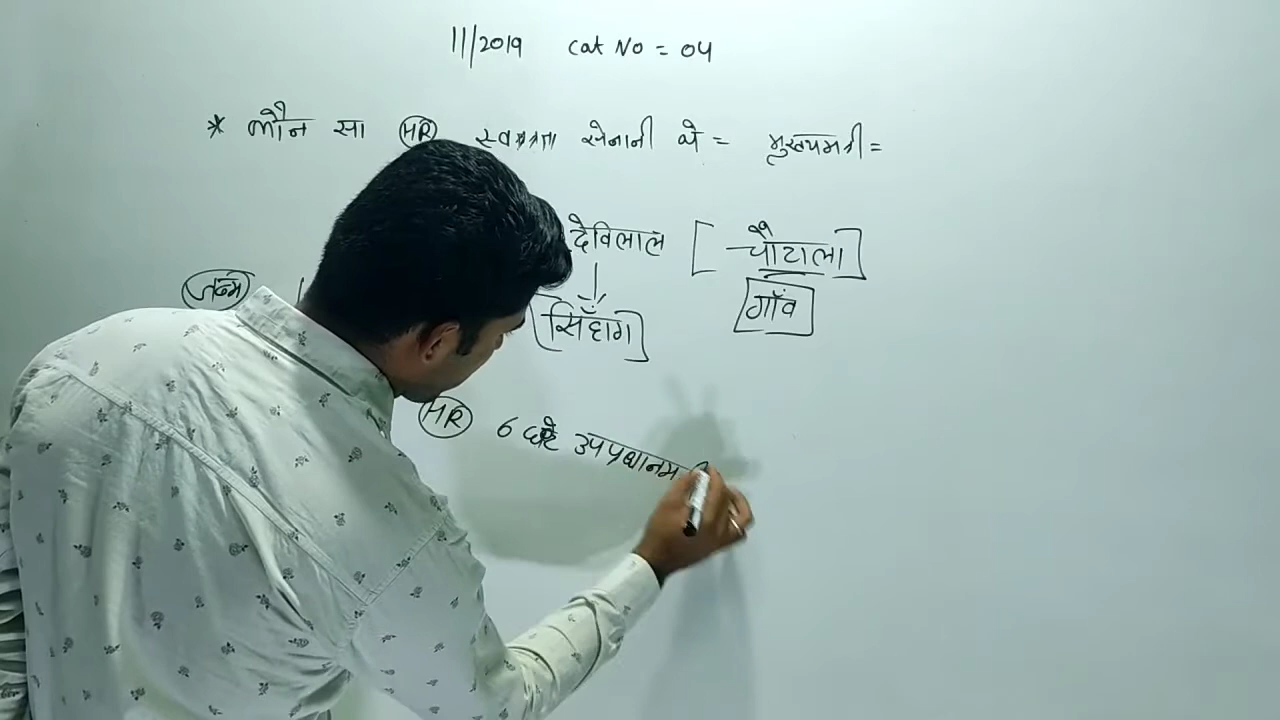 11/2019 Cat No = 04
* कौन सा HR स्वतंत्रता सेनानी थे = मुख्यमंत्री =
देविलाल [ चौटाला ]
जन्म [ सिँहाग ] गाँव
HR 6 उपप्रधानम